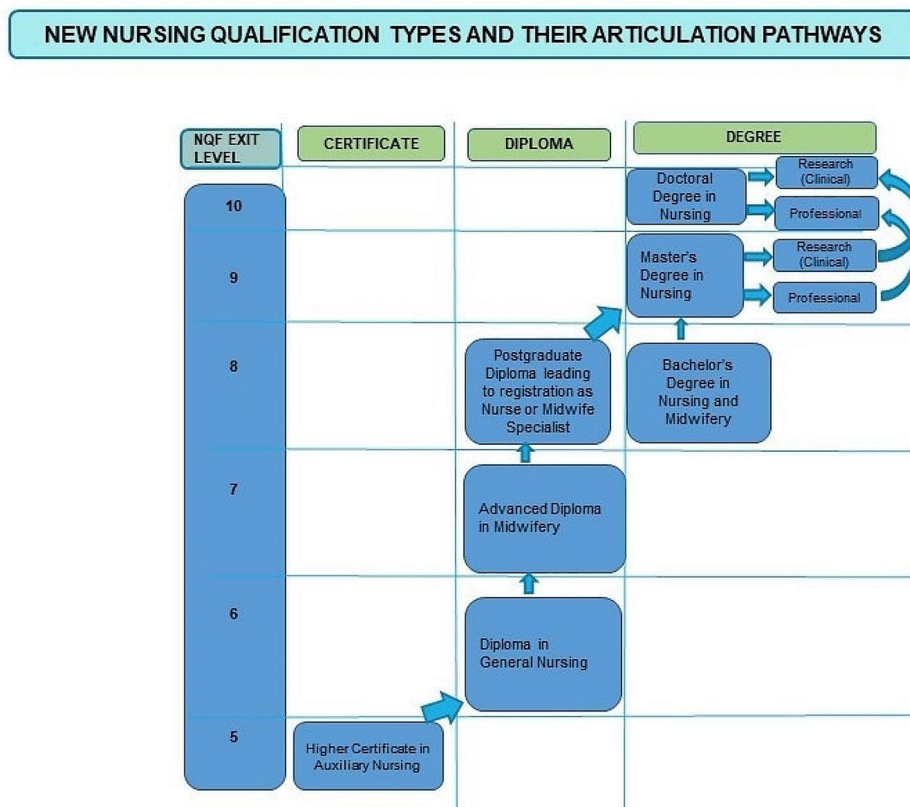 NEW NURSING QUALIFICATION TYPES AND THEIR ARTICULATION PATHWAYS
NQF EXIT
LEVEL
CERTIFICATE
DIPLOMA
DEGREE
10
Doctoral
Degree in
Nursing
Research
(Clinical)
Professional
9
Master's
Degree in
Nursing
Research
(Clinical)
Professional
8
Postgraduate
Diploma leading
to registration as
Nurse or Midwife
Specialist
Bachelor's
Degree in
Nursing and
Midwifery
7
Advanced Diploma
in Midwifery
6
Diploma in
General Nursing
5
Higher Certificate in
Auxiliary Nursing